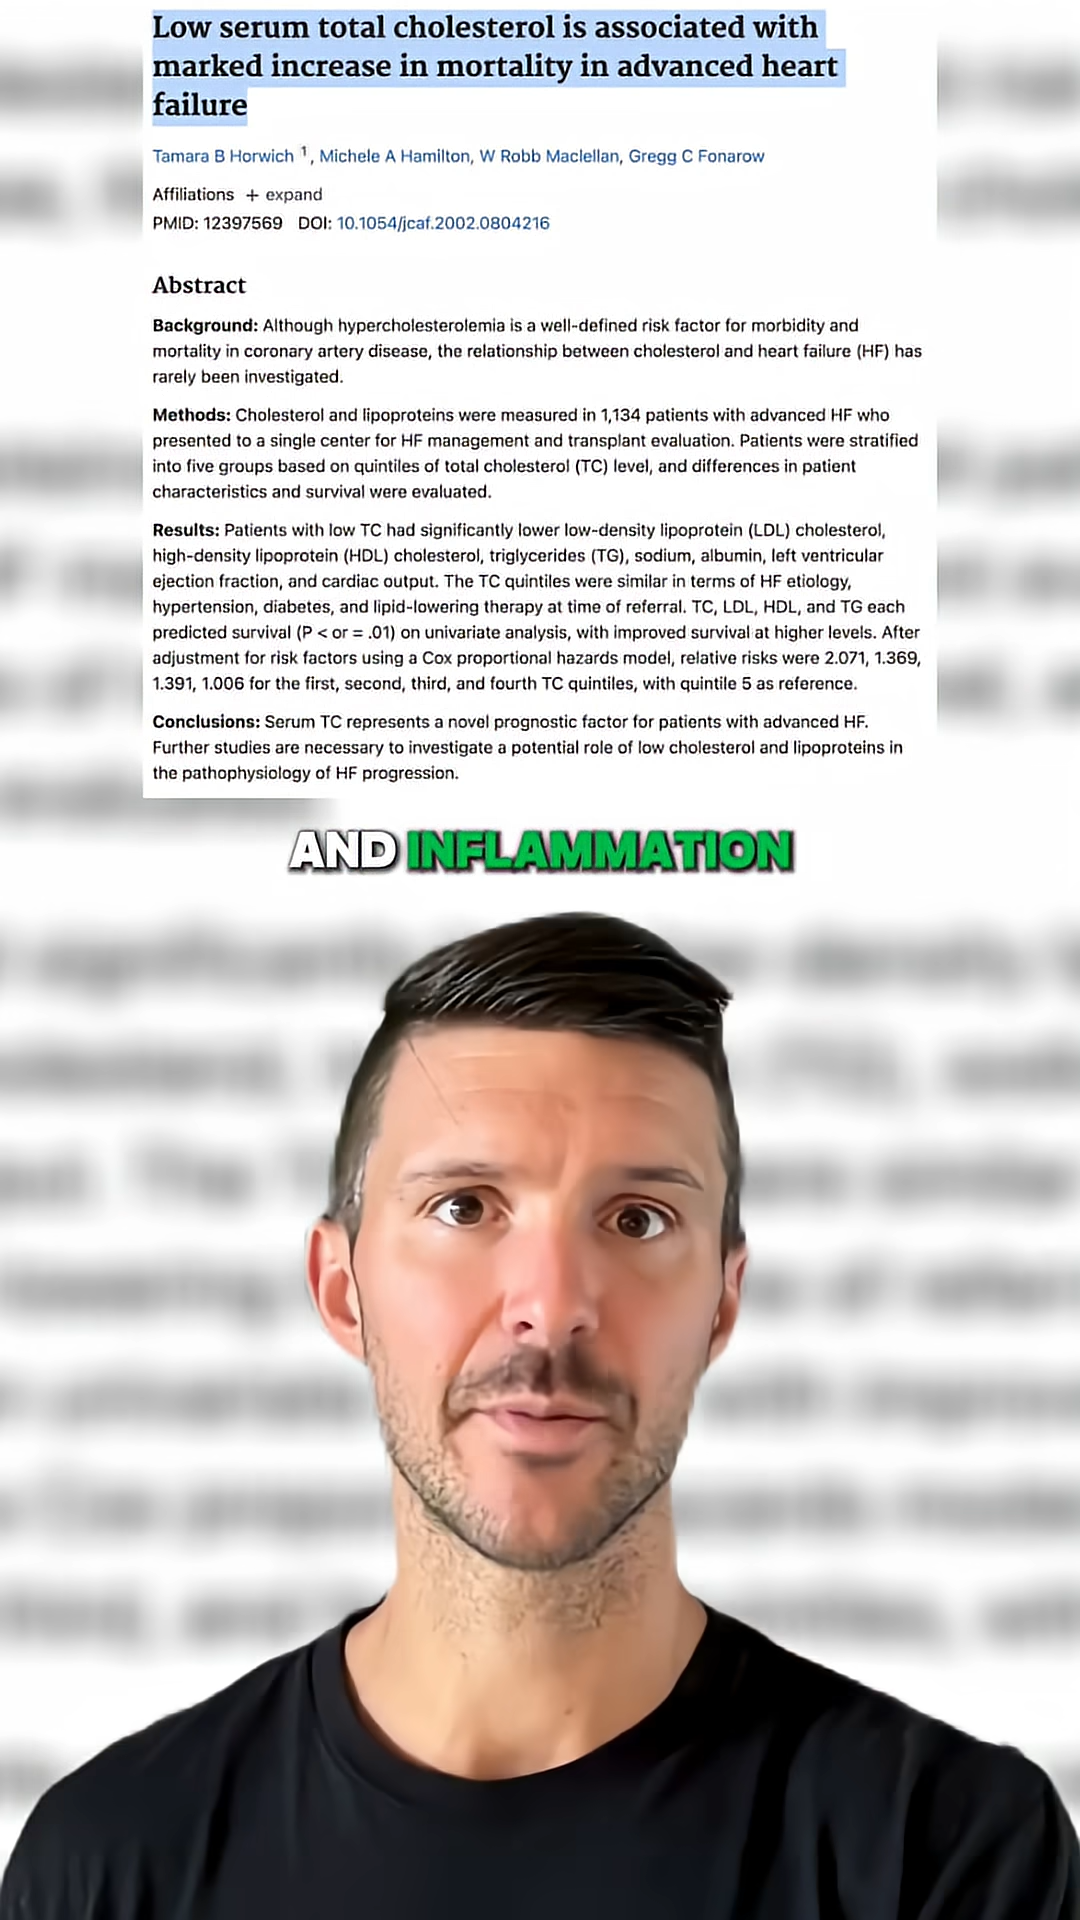 Low serum total cholesterol is associated with
marked increase in mortality in advanced heart
failure
Tamara B Horwich 1, Michele A Hamilton, W Robb Maclellan, Gregg C Fonarow
Affiliations + expand
PMID: 12397569 DOI: 10.1054/jcaf.2002.0804216
Abstract
Background: Although hypercholesterolemia is a well-defined risk factor for morbidity and
mortality in coronary artery disease, the relationship between cholesterol and heart failure (HF) has
rarely been investigated.
Methods: Cholesterol and lipoproteins were measured in 1,134 patients with advanced HF who
presented to a single center for HF management and transplant evaluation. Patients were stratified
into five groups based on quintiles of total cholesterol (TC) level, and differences in patient
characteristics and survival were evaluated.
Results: Patients with low TC had significantly lower low-density lipoprotein (LDL) cholesterol,
high-density lipoprotein (HDL) cholesterol, triglycerides (TG), sodium, albumin, left ventricular
ejection fraction, and cardiac output. The TC quintiles were similar in terms of HF etiology,
hypertension, diabetes, and lipid-lowering therapy at time of referral. TC, LDL, HDL, and TG each
predicted survival (P < or = .01) on univariate analysis, with improved survival at higher levels. After
adjustment for risk factors using a Cox proportional hazards model, relative risks were 2.071, 1.369,
1.391, 1.006 for the first, second, third, and fourth TC quintiles, with quintile 5 as reference.
Conclusions: Serum TC represents a novel prognostic factor for patients with advanced HF.
Further studies are necessary to investigate a potential role of low cholesterol and lipoproteins in
the pathophysiology of HF progression.
AND INFLAMMATION